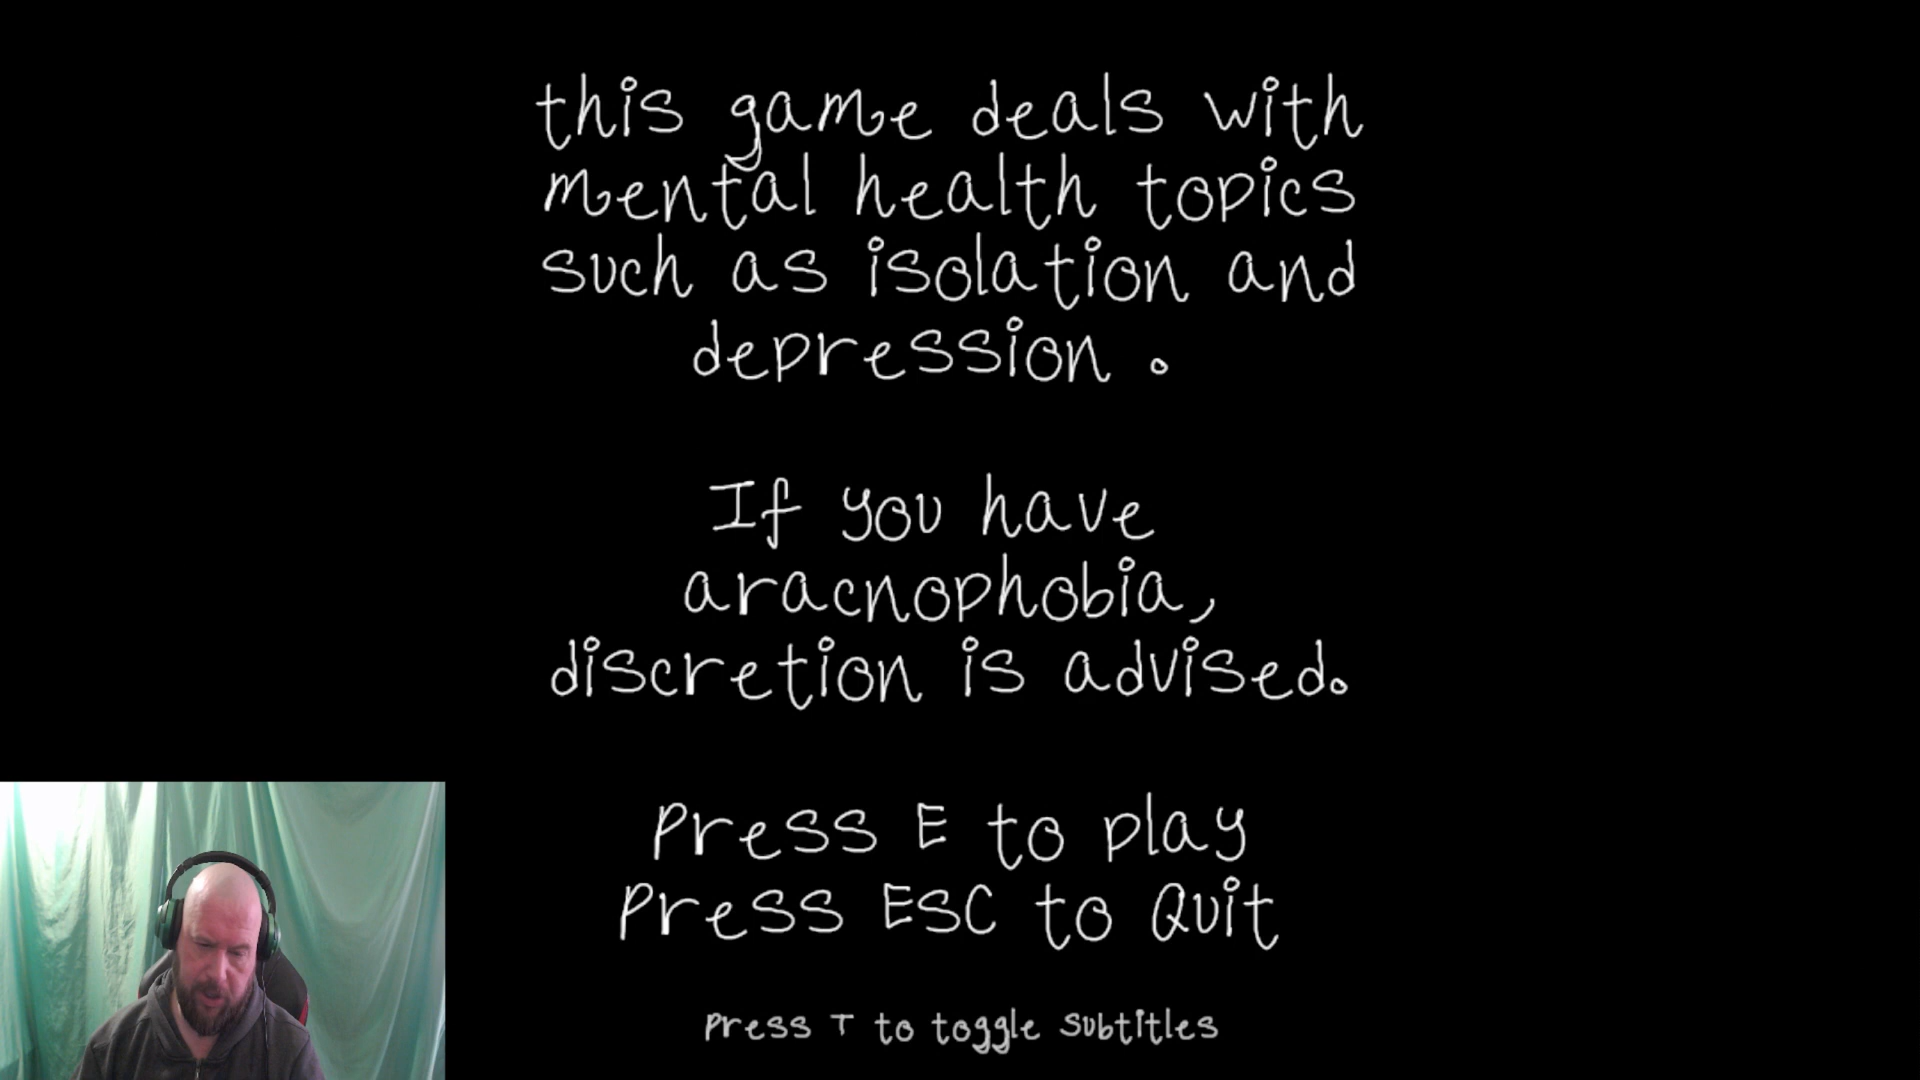 this game deals with
mental health topics
such as isolation and
depression .
If you have
aracnophobia,
discretion is advised.
Press E to play
Press ESC to Quit
Press T to toggle subtitles